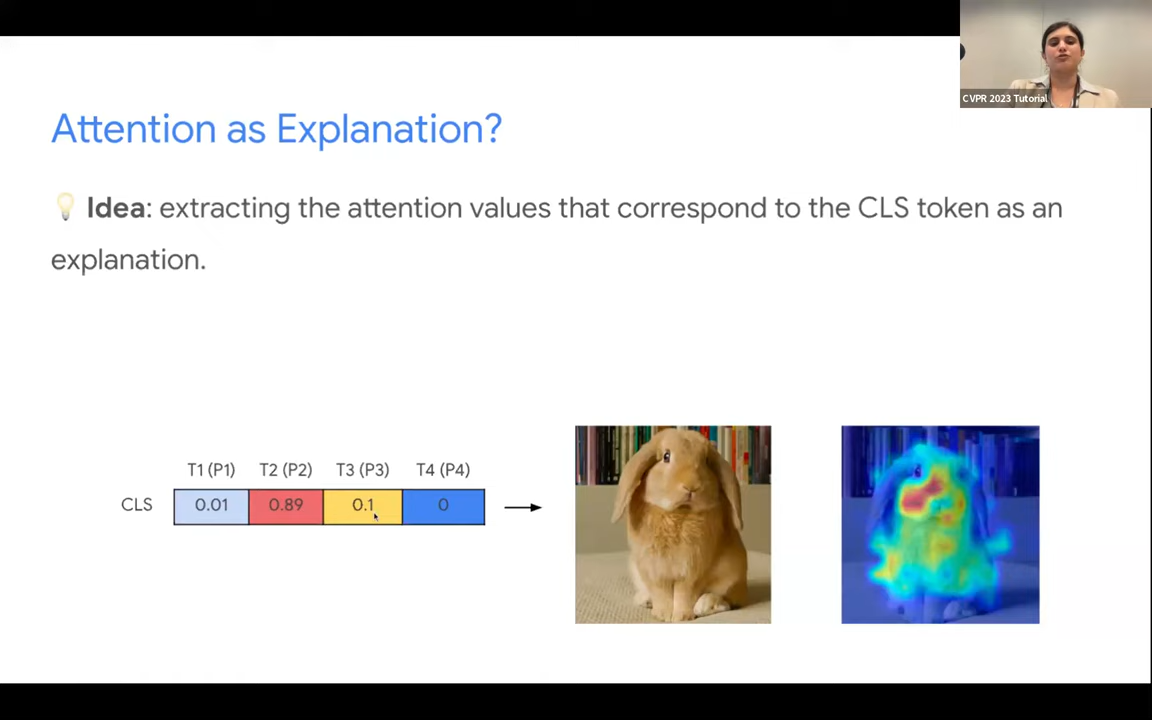 CVPR 2023 Tutorial
Attention as Explanation?
Idea: extracting the attention values that correspond to the CLS token as an
explanation.
T1 (P1) T2 (P2) T3 (P3) T4 (P4)
CLS 0.01 0.89 0.1 0